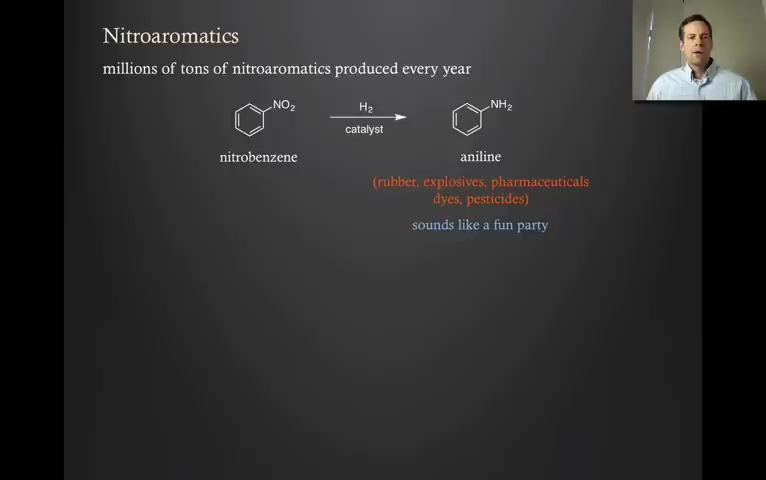 Nitroaromatics
millions of tons of nitroaromatics produced every year
NO2
H2
catalyst
NH2
nitrobenzene
aniline
(rubber, explosives, pharmaceuticals
dyes, pesticides)
sounds like a fun party